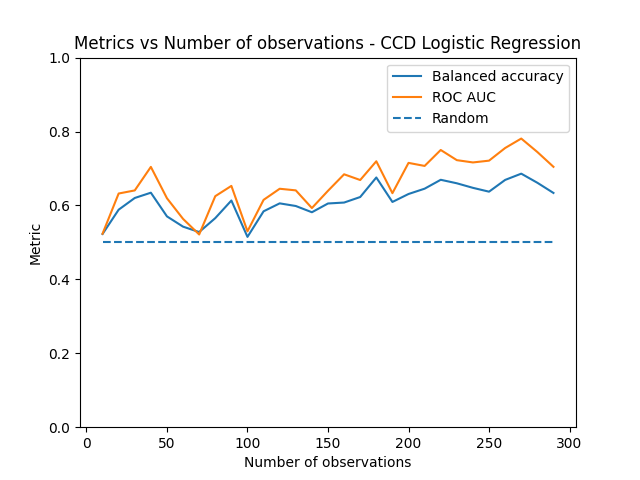 Metrics vs Number of observations - CCD Logistic Regression
1.0
Balanced accuracy
ROC AUC
Random
0.8
0.6
Metric
0.4
0.2
0.0
0 50 100 150 200 250 300
Number of observations